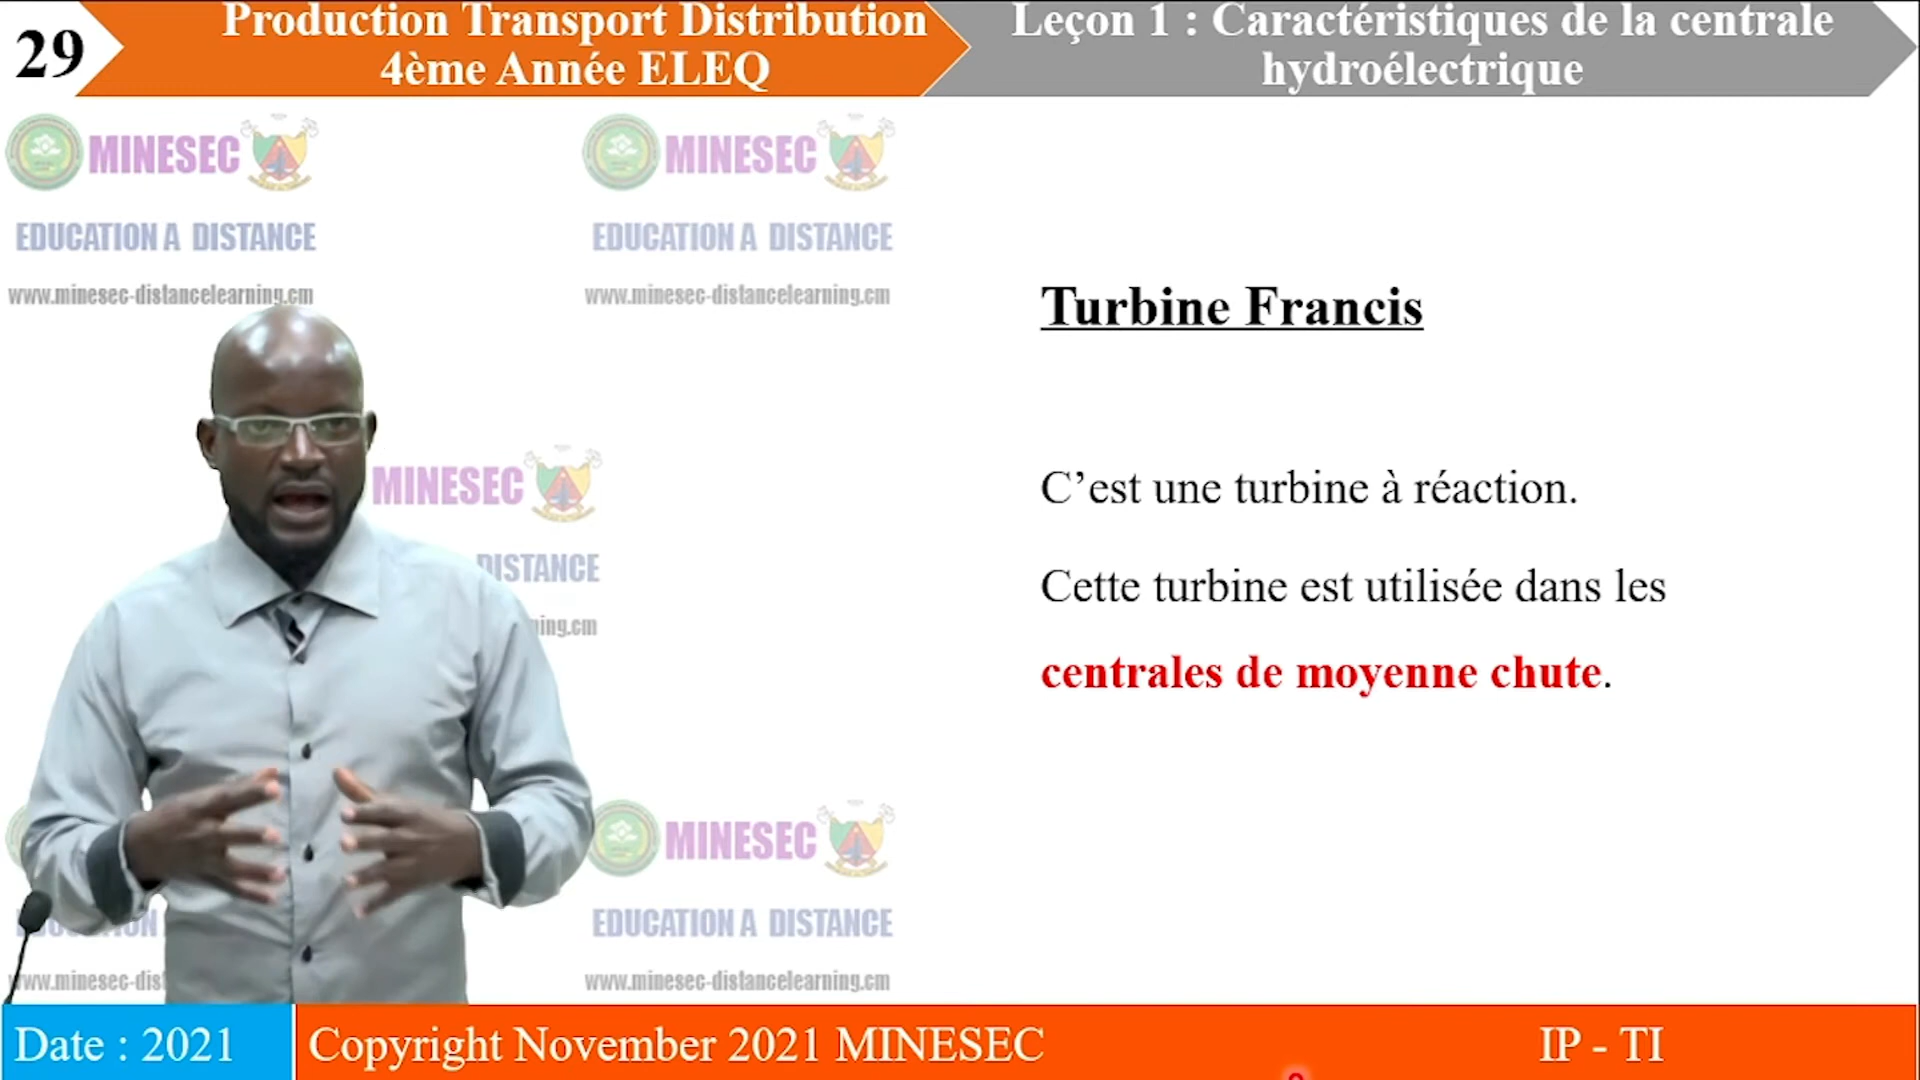 29
Production Transport Distribution
4ème Année ELEQ
Leçon 1 : Caractéristiques de la centrale
hydroélectrique
MINESEC
EDUCATION A DISTANCE
www.minesec-distancelearning.cm
MINESEC
EDUCATION A DISTANCE
www.minesec-distancelearning.cm
Turbine Francis
MINESEC
DISTANCE
C’est une turbine à réaction.
Cette turbine est utilisée dans les
centrales de moyenne chute.
MINESEC
EDUCATION A DISTANCE
www.minesec-distancelearning.cm
Date : 2021
Copyright November 2021 MINESEC
IP - TI